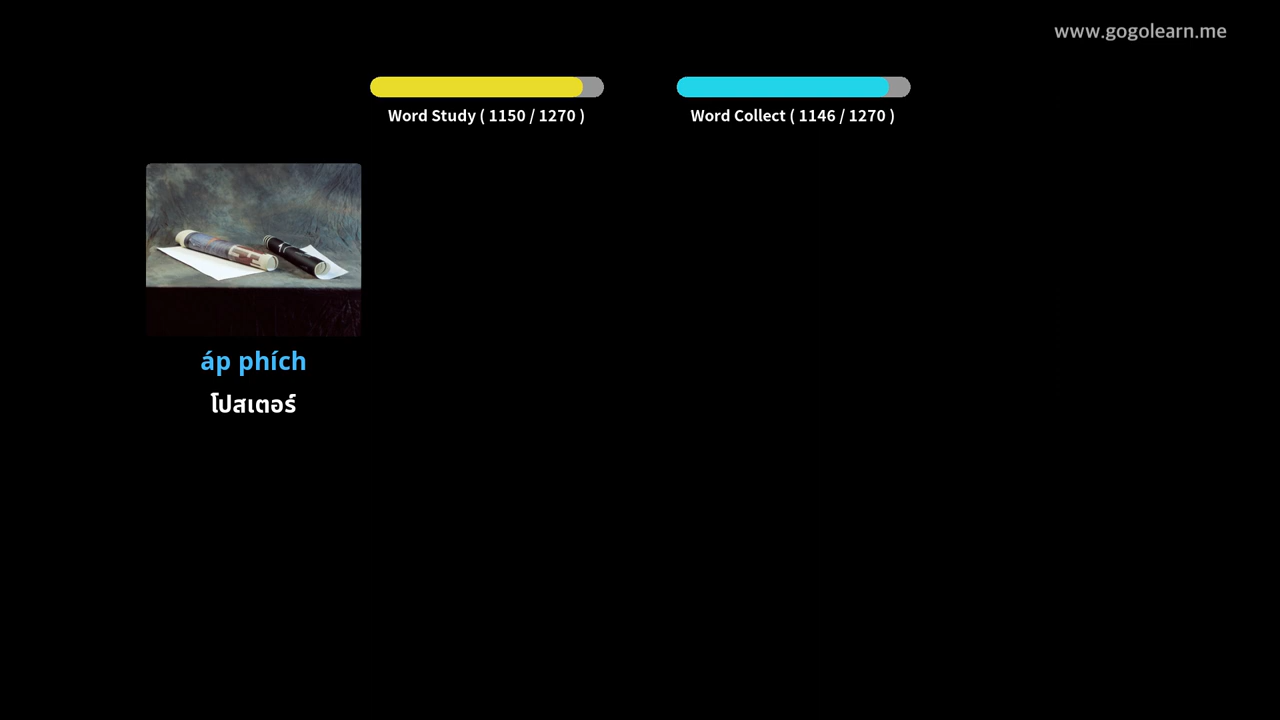 www.gogolearn.me
Word Study ( 1150 / 1270 )
Word Collect ( 1146 / 1270 )
áp phích
โปสเตอร์